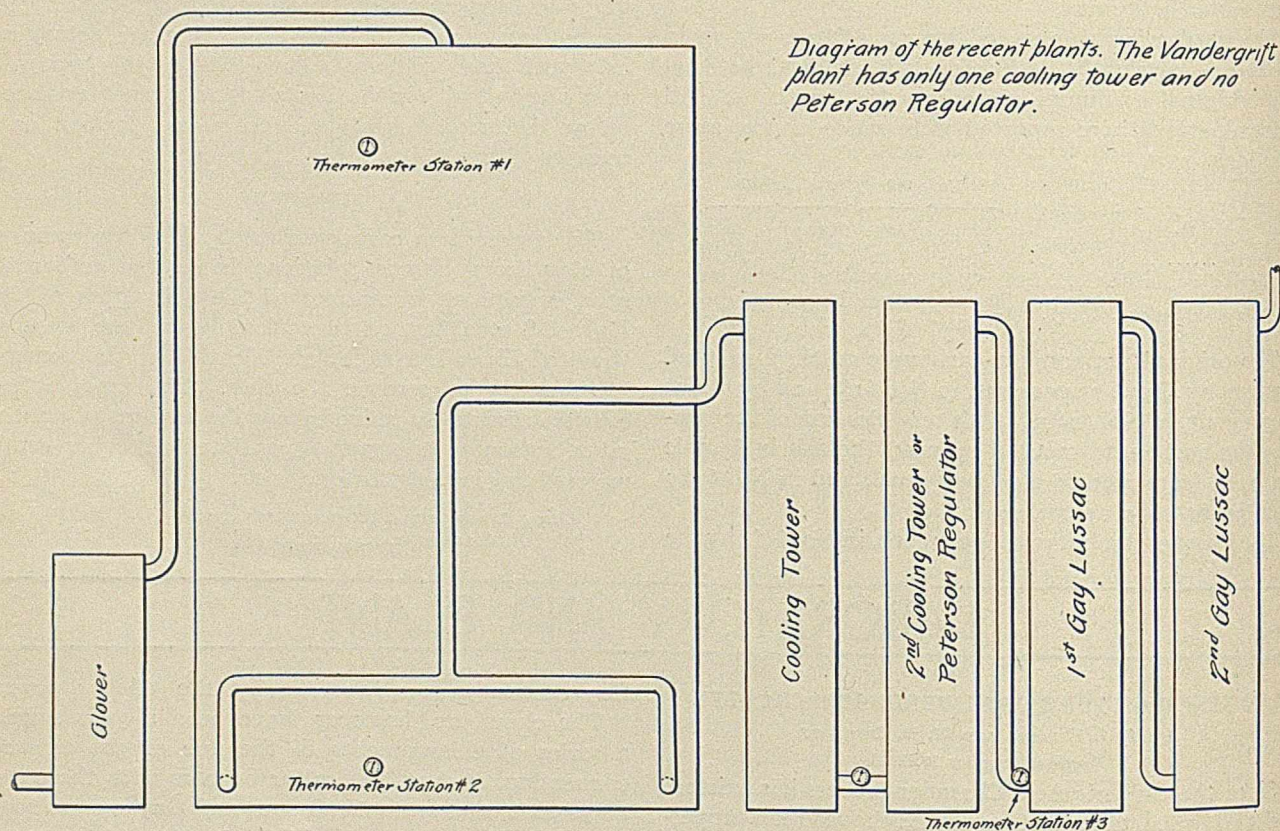 Diagram of the recent plants. The Vandergrift
plant has only one cooling tower and no
Peterson Regulator.
T
Thermometer Station #1
Glover
T
Thermometer Station #2
Cooling Tower
T
2nd Cooling Tower or
Peterson Regulator
T
Thermometer Station #3
1st Gay Lussac
2nd Gay Lussac